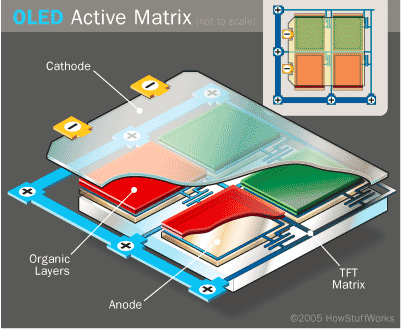 OLED Active Matrix (not to scale)
Cathode
Organic
Layers
Anode
TFT
Matrix
©2005 HowStuffWorks